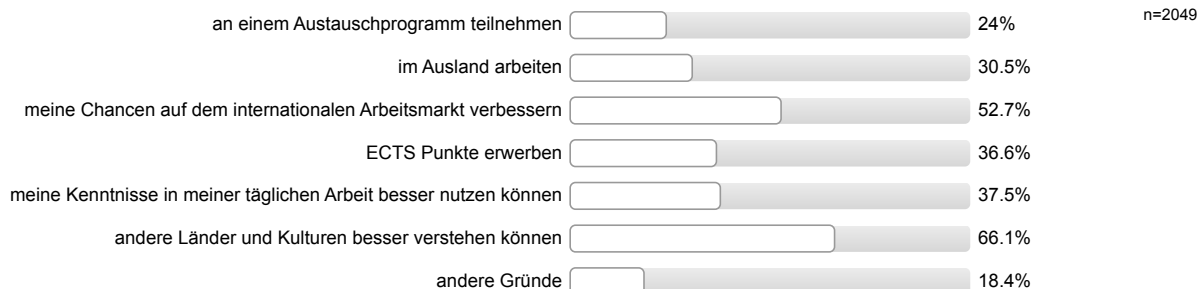 an einem Austauschprogramm teilnehmen 24% n=2049
im Ausland arbeiten 30.5%
meine Chancen auf dem internationalen Arbeitsmarkt verbessern 52.7%
ECTS Punkte erwerben 36.6%
meine Kenntnisse in meiner täglichen Arbeit besser nutzen können 37.5%
andere Länder und Kulturen besser verstehen können 66.1%
andere Gründe 18.4%